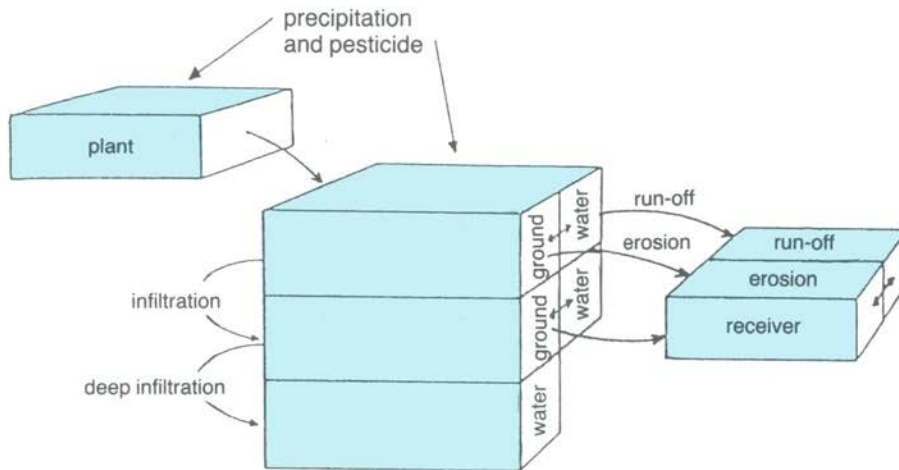 precipitation
and pesticide
plant
run-off
water
ground
erosion
run-off
erosion
receiver
infiltration
water
ground
deep infiltration
water